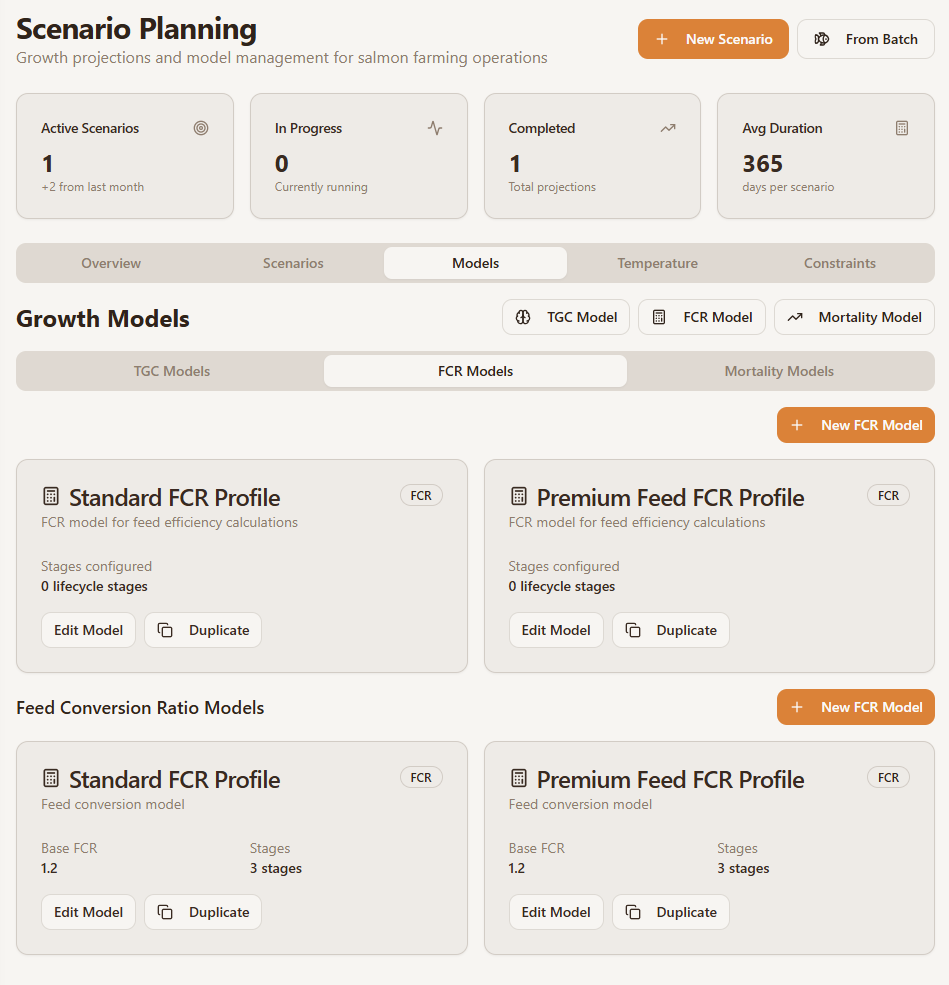 Scenario Planning
Growth projections and model management for salmon farming operations
New Scenario
From Batch
Active Scenarios
1
+2 from last month
In Progress
0
Currently running
Completed
1
Total projections
Avg Duration
365
days per scenario
Overview
Scenarios
Models
Temperature
Constraints
Growth Models
TGC Model
FCR Model
Mortality Model
TGC Models
FCR Models
Mortality Models
New FCR Model
Standard FCR Profile
FCR
FCR model for feed efficiency calculations
Stages configured
0 lifecycle stages
Edit Model
Duplicate
Premium Feed FCR Profile
FCR
FCR model for feed efficiency calculations
Stages configured
0 lifecycle stages
Edit Model
Duplicate
Feed Conversion Ratio Models
New FCR Model
Standard FCR Profile
FCR
Feed conversion model
Base FCR
1.2
Stages
3 stages
Edit Model
Duplicate
Premium Feed FCR Profile
FCR
Feed conversion model
Base FCR
1.2
Stages
3 stages
Edit Model
Duplicate